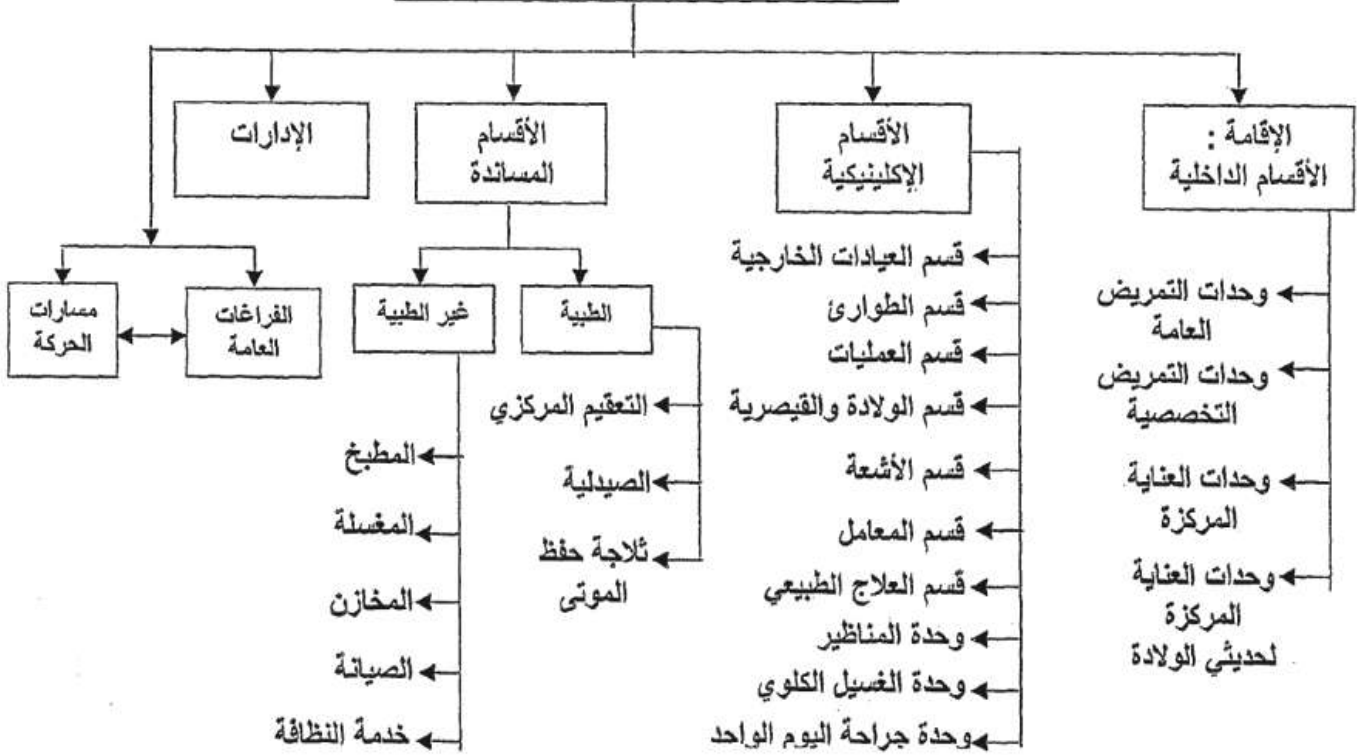 الإقامة :
الأقسام الداخلية
وحدات التمريض
العامة
وحدات التمريض
التخصصية
وحدات العناية
المركزة
وحدات العناية
المركزة
لحديثي الولادة
الأقسام
الإكلينيكية
قسم العيادات الخارجية
قسم الطوارئ
قسم العمليات
قسم الولادة والقيصرية
قسم الأشعة
قسم المعامل
قسم العلاج الطبيعي
وحدة المناظير
وحدة الغسيل الكلوي
وحدة جراحة اليوم الواحد
الأقسام
المساندة
الطبية
التعقيم المركزي
الصيدلية
ثلاجة حفظ
الموتى
غير الطبية
المطبخ
المغسلة
المخازن
الصيانة
خدمة النظافة
الإدارات
الفراغات
العامة
مسارات
الحركة